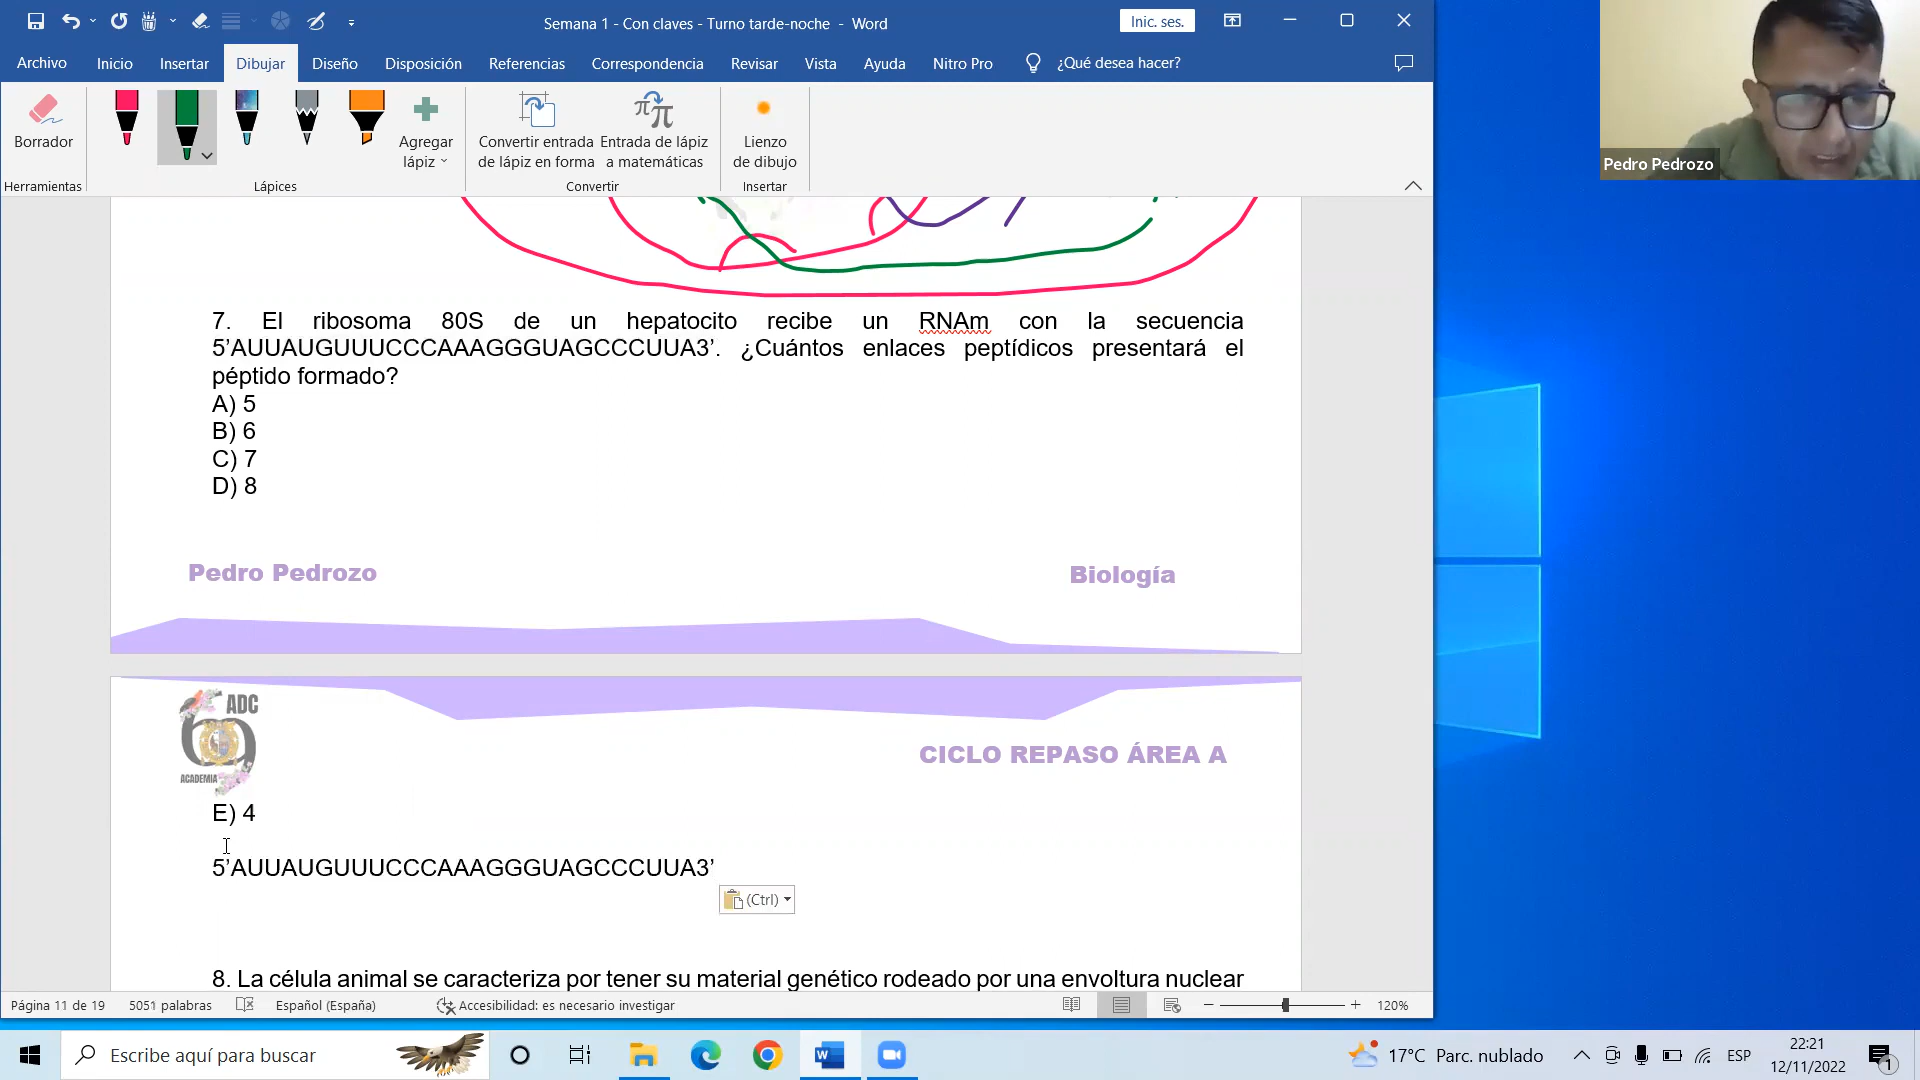 Semana 1 - Con claves - Turno tarde-noche - Word
Inic. ses.
Archivo Inicio Insertar Dibujar Diseño Disposición Referencias Correspondencia Revisar Vista Ayuda Nitro Pro ¿Qué desea hacer?
Borrador
Agregar lápiz
Convertir entrada de lápiz en forma
Entrada de lápiz a matemáticas
Lienzo de dibujo
Herramientas Lápices Convertir Insertar
Pedro Pedrozo
7. El ribosoma 80S de un hepatocito recibe un RNAm con la secuencia
5’AUUAUGUUUCCCAAAGGGUAGCCCUUA3’. ¿Cuántos enlaces peptídicos presentará el
péptido formado?
A) 5
B) 6
C) 7
D) 8
Pedro Pedrozo Biología
ADC
ACADEMIA
CICLO REPASO ÁREA A
E) 4
5’AUUAUGUUUCCCAAAGGGUAGCCCUUA3’
(Ctrl)
8. La célula animal se caracteriza por tener su material genético rodeado por una envoltura nuclear
Página 11 de 19 5051 palabras Español (España) Accesibilidad: es necesario investigar 120%
Escribe aquí para buscar
17°C Parc. nublado ESP
22:21
12/11/2022
1